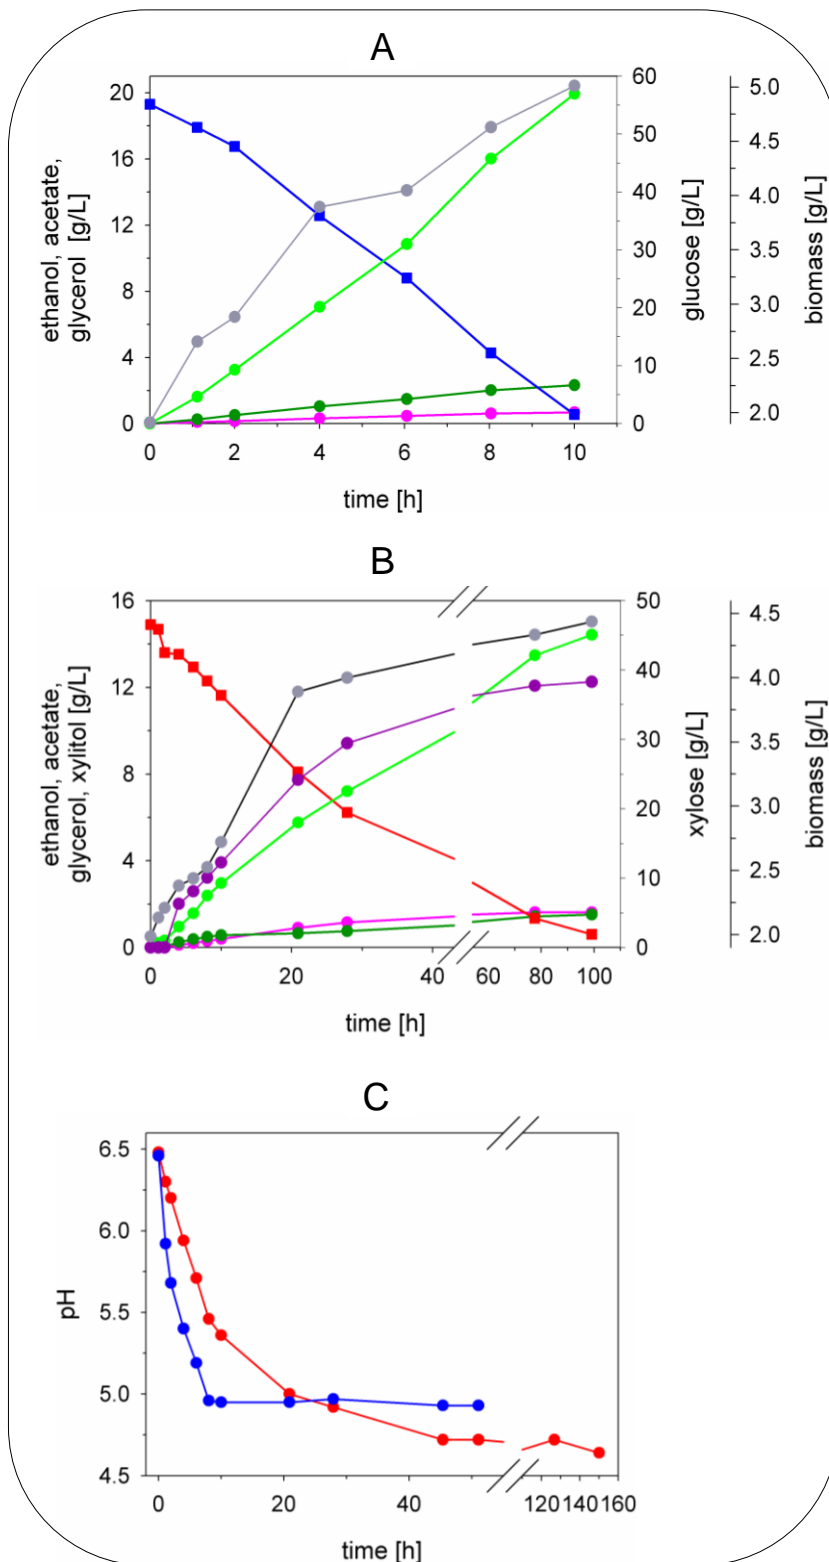 A
20
16
12
8
4
0
ethanol, acetate,
glycerol [g/L]
60
50
40
30
20
10
0
glucose [g/L]
5.0
4.5
4.0
3.5
3.0
2.5
2.0
biomass [g/L]
0 2 4 6 8 10
time [h]
B
16
12
8
4
0
ethanol, acetate,
glycerol, xylitol [g/L]
50
40
30
20
10
0
xylose [g/L]
4.5
4.0
3.5
3.0
2.5
2.0
biomass [g/L]
0 20 40 60 80 100
time [h]
C
6.5
6.0
5.5
5.0
4.5
pH
0 20 40 120 140 160
time [h]